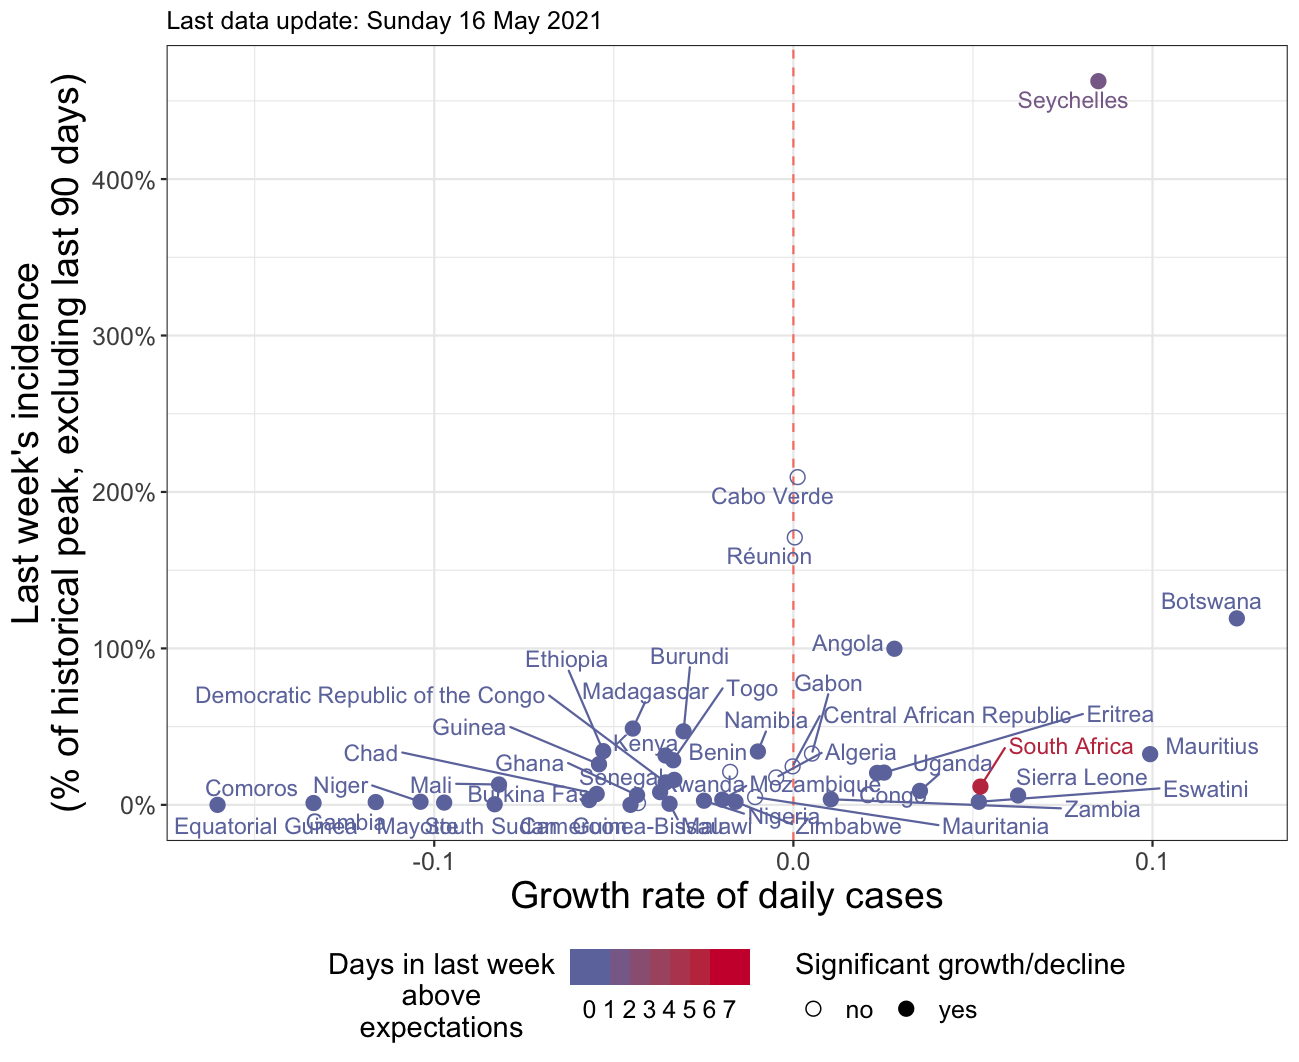 Last data update: Sunday 16 May 2021
Last week's incidence
(% of historical peak, excluding last 90 days)
400%
300%
200%
100%
0%
Seychelles
Cabo Verde
Réunion
Botswana
Angola
Ethiopia
Burundi
Gabon
Democratic Republic of the Congo
Madagascar
Togo
Namibia
Central African Republic
Eritrea
Guinea
Kenya
Benin
Algeria
South Africa
Mauritius
Chad
Ghana
Senegal
Uganda
Comoros
Niger
Mali
Burkina Faso
Rwanda
Mozambique
Congo
Sierra Leone
Eswatini
Zambia
Equatorial Guinea
Gambia
Mayotte
South Sudan
Cameroon
Guinea-Bissau
Malawi
Nigeria
Zimbabwe
Mauritania
-0.1
0.0
0.1
Growth rate of daily cases
Days in last week
above
expectations
0 1 2 3 4 5 6 7
Significant growth/decline
no
yes